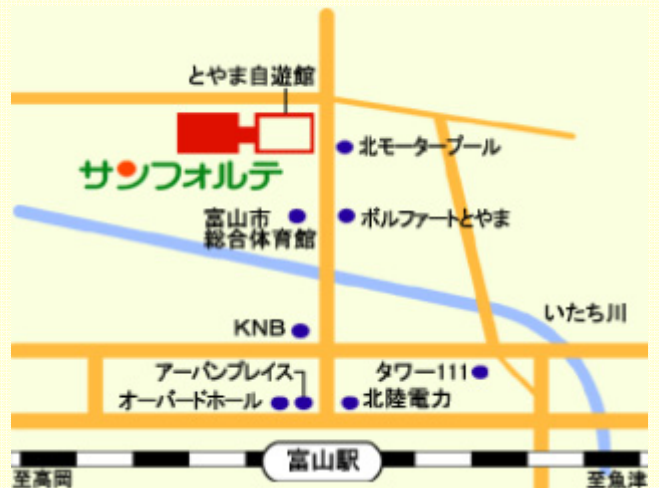 とやま自遊館
サンフォルテ
北モータープール
富山市
総合体育館
ボルファートとやま
いたち川
KNB
アーバンプレイス
タワー111
オーバードホール
北陸電力
富山駅
至高岡
至魚津